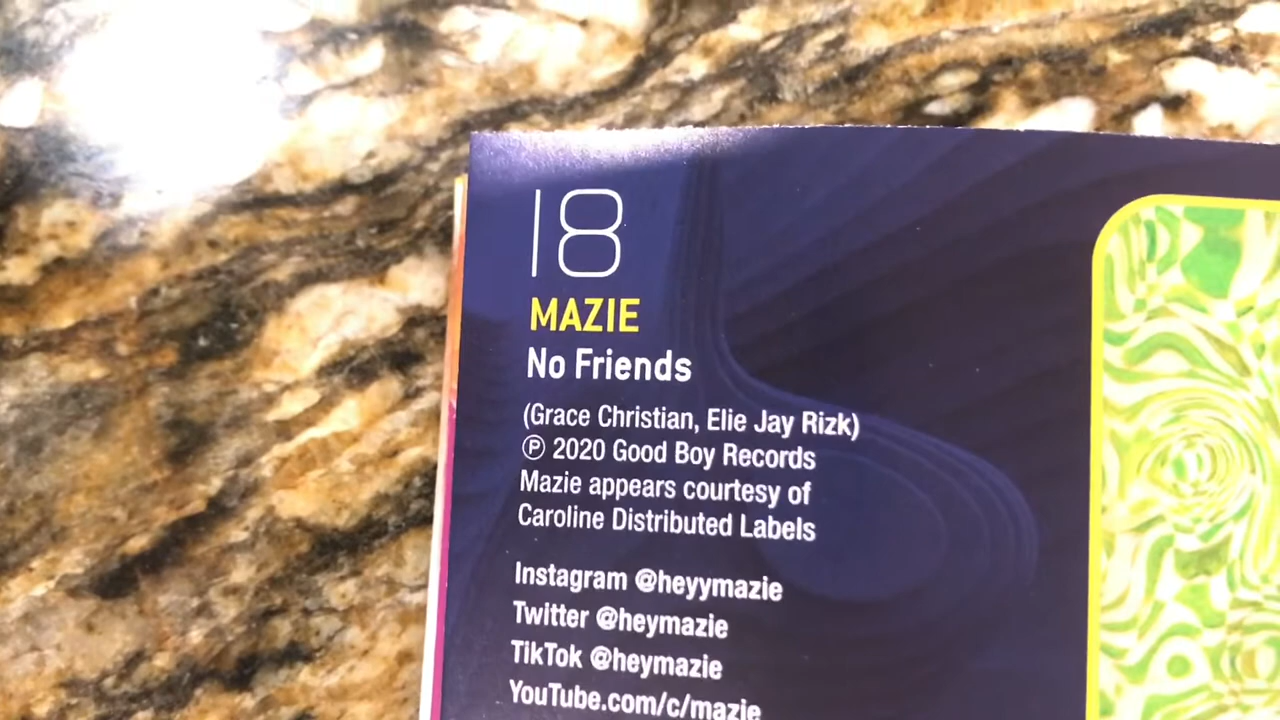 18
MAZIE
No Friends
(Grace Christian, Elie Jay Rizk)
℗ 2020 Good Boy Records
Mazie appears courtesy of
Caroline Distributed Labels
Instagram @heyymazie
Twitter @heymazie
TikTok @heymazie
YouTube.com/c/mazie